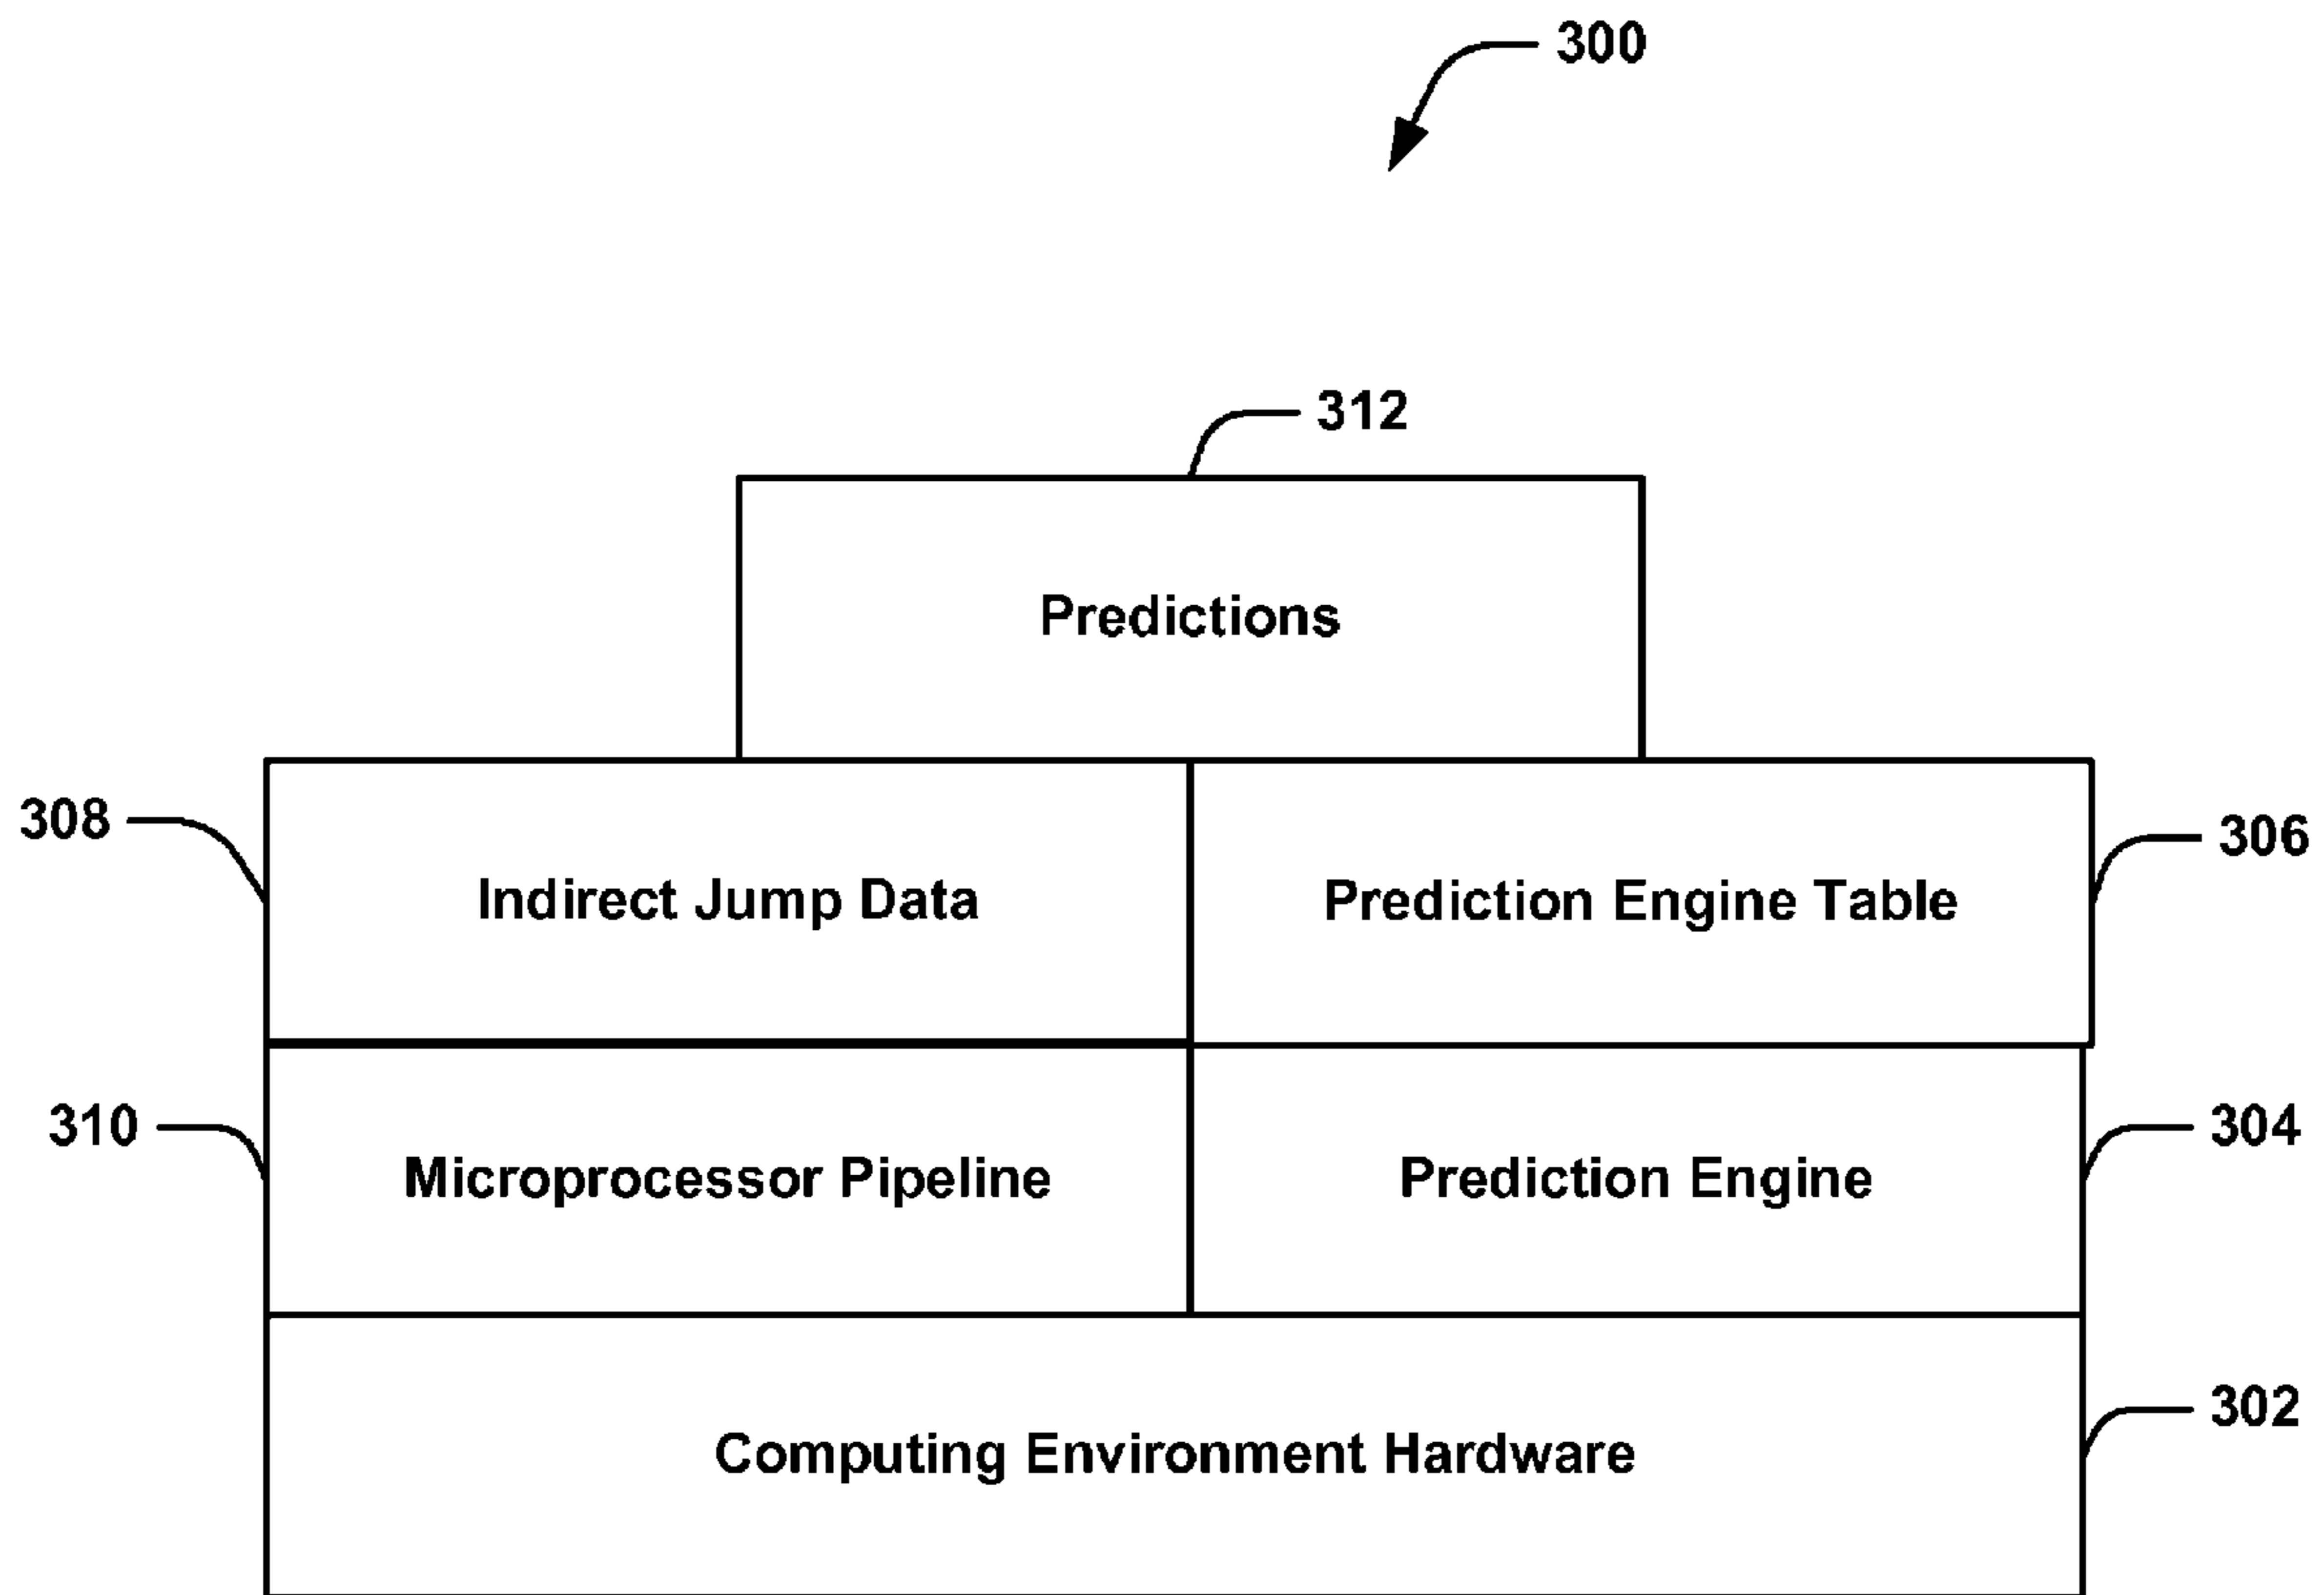 300
312
Predictions
308
306
Indirect Jump Data
Prediction Engine Table
310
304
Microprocessor Pipeline
Prediction Engine
302
Computing Environment Hardware